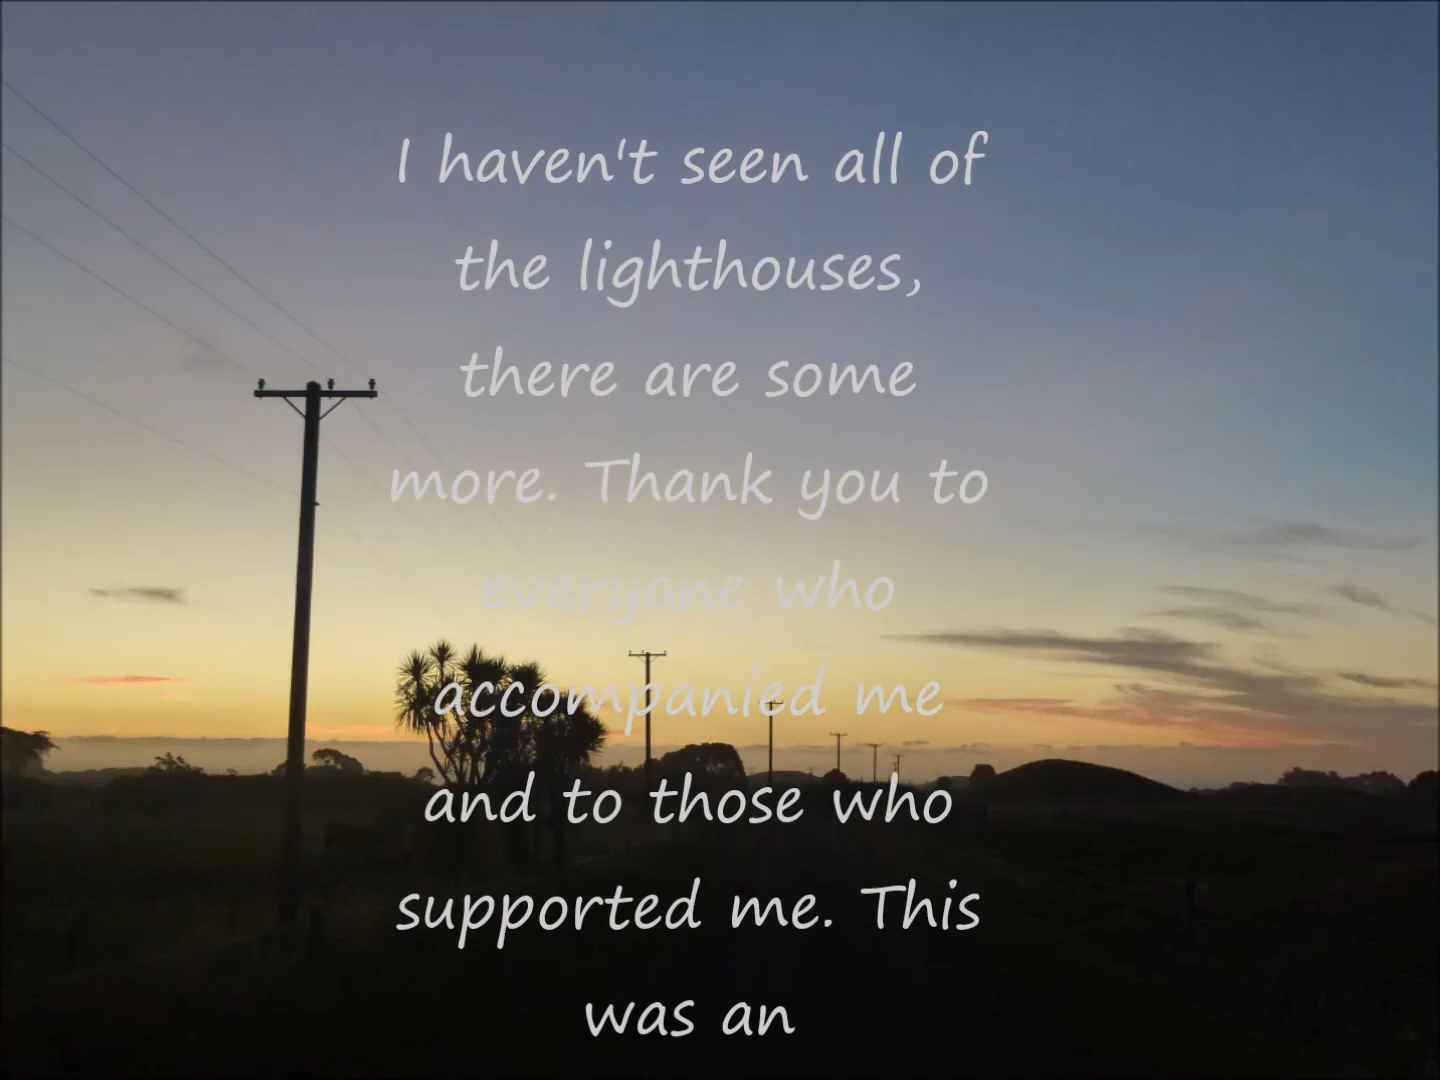 I haven't seen all of
the lighthouses,
there are some
more. Thank you to
everyone who
accompanied me
and to those who
supported me. This
was an